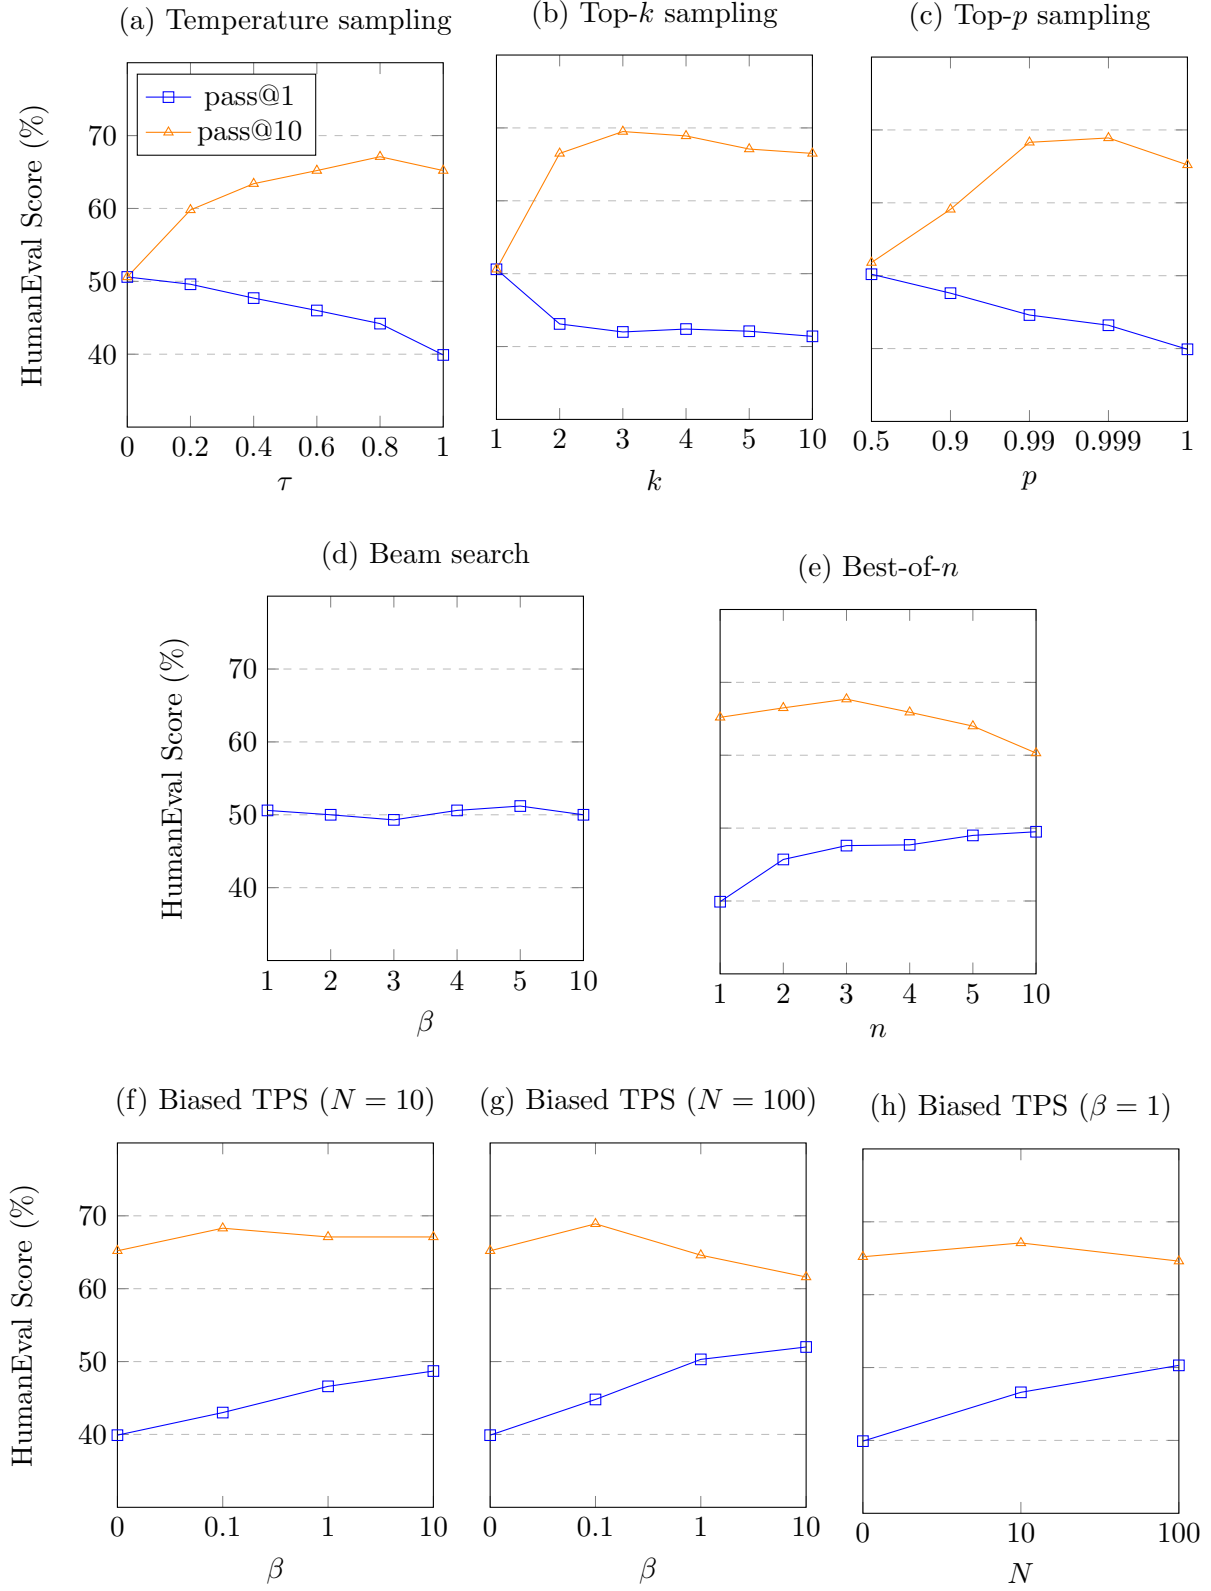 (a) Temperature sampling
(b) Top-k sampling
(c) Top-p sampling
pass@1
pass@10
HumanEval Score (%)
70
60
50
40
0 0.2 0.4 0.6 0.8 1
τ
1 2 3 4 5 10
k
0.5 0.9 0.99 0.999 1
p
(d) Beam search
(e) Best-of-n
HumanEval Score (%)
70
60
50
40
1 2 3 4 5 10
β
1 2 3 4 5 10
n
(f) Biased TPS (N = 10)
(g) Biased TPS (N = 100)
(h) Biased TPS (β = 1)
HumanEval Score (%)
70
60
50
40
0 0.1 1 10
β
0 0.1 1 10
β
0 10 100
N